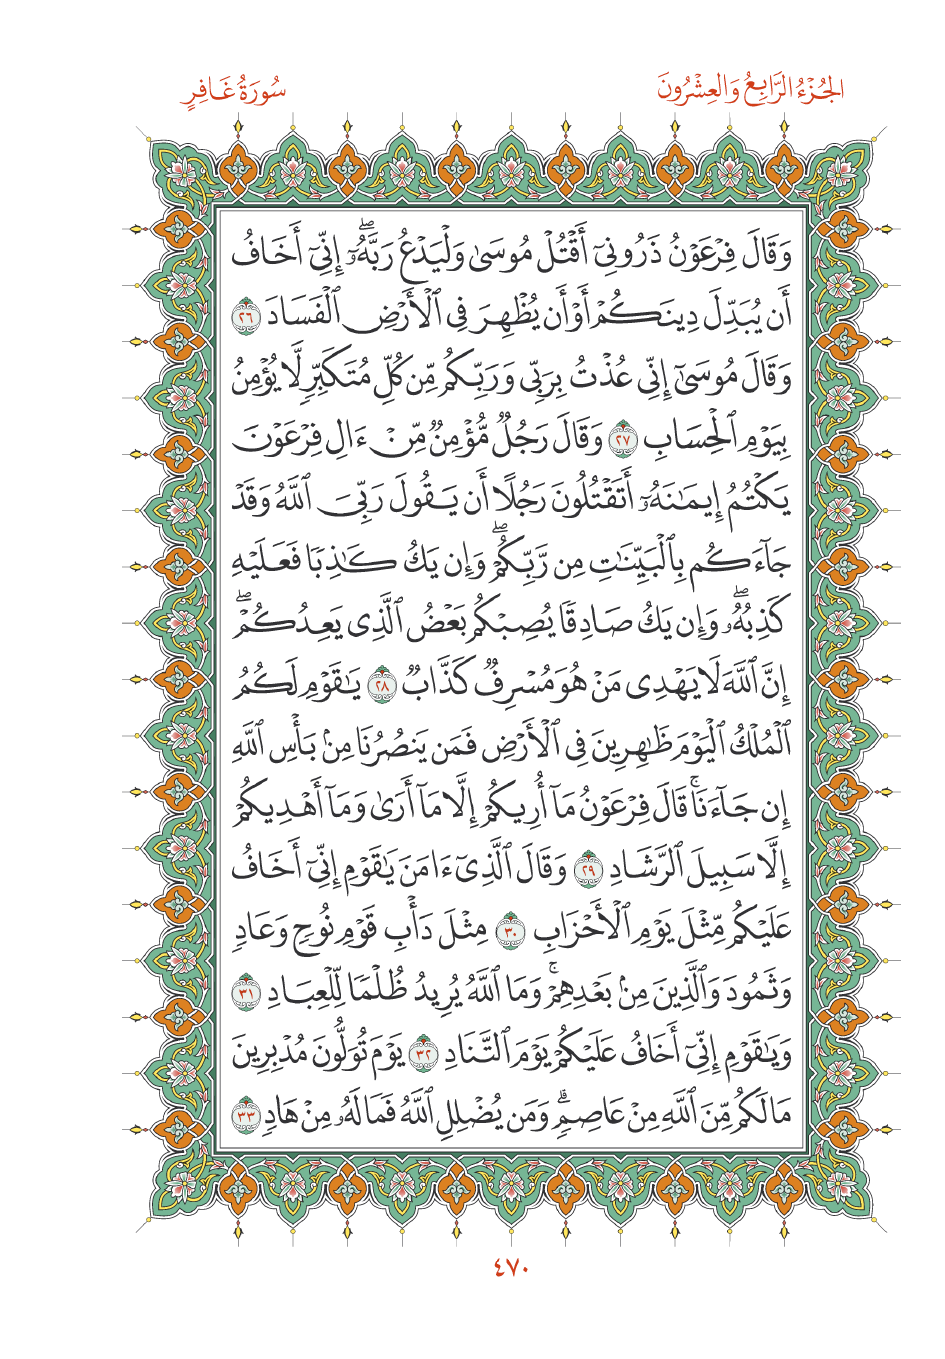 الجُزْءُ الرَّابِعُ وَالعِشْرُونَ
سُورَةُ غَافِرٍ
وَقَالَ فِرْعَوْنُ ذَرُونِيٓ أَقْتُلْ مُوسَىٰ وَلْيَدْعُ رَبَّهُۥٓۖ إِنِّيٓ أَخَافُ
أَن يُبَدِّلَ دِينَكُمْ أَوْ أَن يُظْهِرَ فِي ٱلْأَرْضِ ٱلْفَسَادَ ٢٦
وَقَالَ مُوسَىٰٓ إِنِّي عُذْتُ بِرَبِّي وَرَبِّكُم مِّن كُلِّ مُتَكَبِّرٍ لَّا يُؤْمِنُ
بِيَوْمِ ٱلْحِسَابِ ٢٧ وَقَالَ رَجُلٌ مُّؤْمِنٌ مِّنْ ءَالِ فِرْعَوْنَ
يَكْتُمُ إِيمَٰنَهُۥٓ أَتَقْتُلُونَ رَجُلًا أَن يَقُولَ رَبِّيَ ٱللَّهُ وَقَدْ
جَآءَكُم بِٱلْبَيِّنَٰتِ مِن رَّبِّكُمْۖ وَإِن يَكُ كَٰذِبًا فَعَلَيْهِ
كَذِبُهُۥۖ وَإِن يَكُ صَادِقًا يُصِبْكُم بَعْضُ ٱلَّذِي يَعِدُكُمْۖ
إِنَّ ٱللَّهَ لَا يَهْدِي مَنْ هُوَ مُسْرِفٌ كَذَّابٌ ٢٨ يَٰقَوْمِ لَكُمُ
ٱلْمُلْكُ ٱلْيَوْمَ ظَٰهِرِينَ فِي ٱلْأَرْضِ فَمَن يَنصُرُنَا مِنۢ بَأْسِ ٱللَّهِ
إِن جَآءَنَاۚ قَالَ فِرْعَوْنُ مَآ أُرِيكُمْ إِلَّا مَآ أَرَىٰ وَمَآ أَهْدِيكُمْ
إِلَّا سَبِيلَ ٱلرَّشَادِ ٢٩ وَقَالَ ٱلَّذِيٓ ءَامَنَ يَٰقَوْمِ إِنِّيٓ أَخَافُ
عَلَيْكُم مِّثْلَ يَوْمِ ٱلْأَحْزَابِ ٣٠ مِثْلَ دَأْبِ قَوْمِ نُوحٍ وَعَادٍ
وَثَمُودَ وَٱلَّذِينَ مِنۢ بَعْدِهِمْۚ وَمَا ٱللَّهُ يُرِيدُ ظُلْمًا لِّلْعِبَادِ ٣١
وَيَٰقَوْمِ إِنِّيٓ أَخَافُ عَلَيْكُمْ يَوْمَ ٱلتَّنَادِ ٣٢ يَوْمَ تُوَلُّونَ مُدْبِرِينَ
مَا لَكُم مِّنَ ٱللَّهِ مِنْ عَاصِمٍۗ وَمَن يُضْلِلِ ٱللَّهُ فَمَا لَهُۥ مِنْ هَادٍ ٣٣
٤٧٠